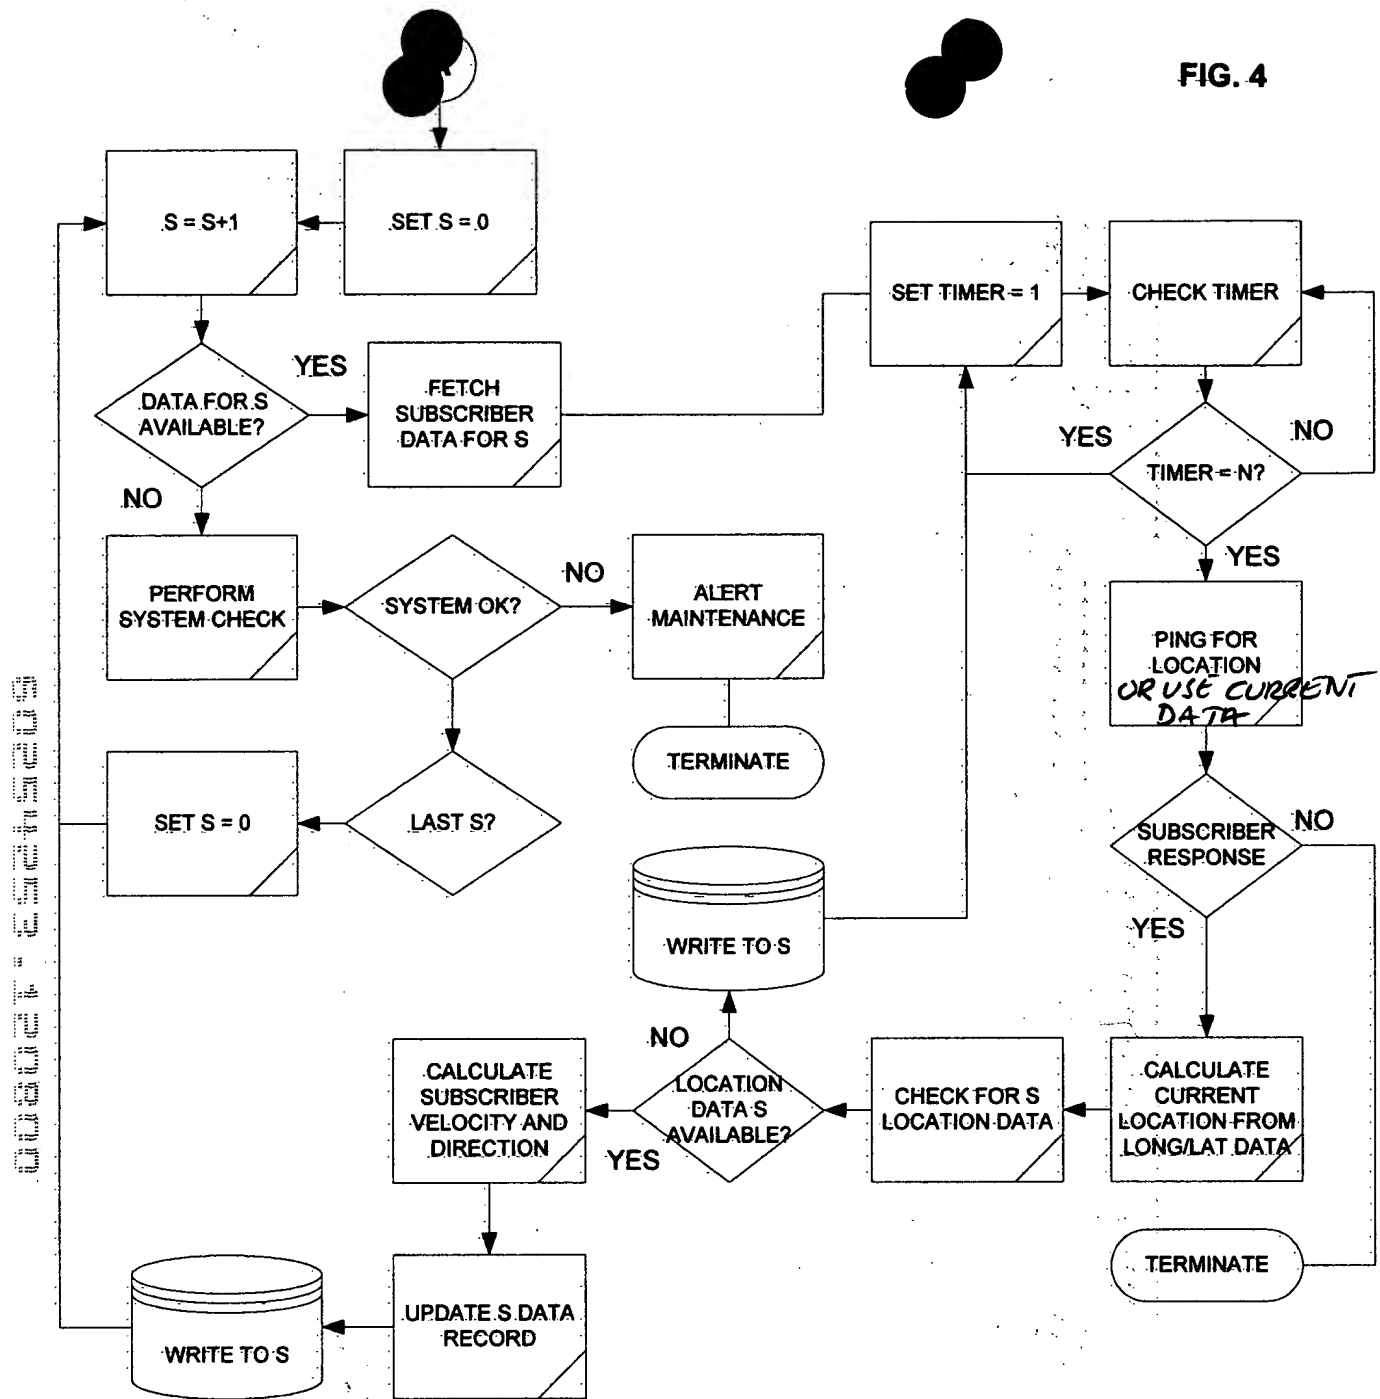 FIG. 4
S = S+1
SET S = 0
SET TIMER = 1
CHECK TIMER
DATA FOR S
AVAILABLE?
YES
FETCH
SUBSCRIBER
DATA FOR S
NO
YES
NO
TIMER = N?
YES
PERFORM
SYSTEM CHECK
SYSTEM OK?
NO
ALERT
MAINTENANCE
PING FOR
LOCATION
OR USE CURRENT
DATA
TERMINATE
SET S = 0
LAST S?
SUBSCRIBER
RESPONSE
NO
YES
WRITE TO S
NO
CALCULATE
SUBSCRIBER
VELOCITY AND
DIRECTION
LOCATION
DATA S
AVAILABLE?
YES
CHECK FOR S
LOCATION DATA
CALCULATE
CURRENT
LOCATION FROM
LONG/LAT DATA
TERMINATE
UPDATE S DATA
RECORD
WRITE TO S